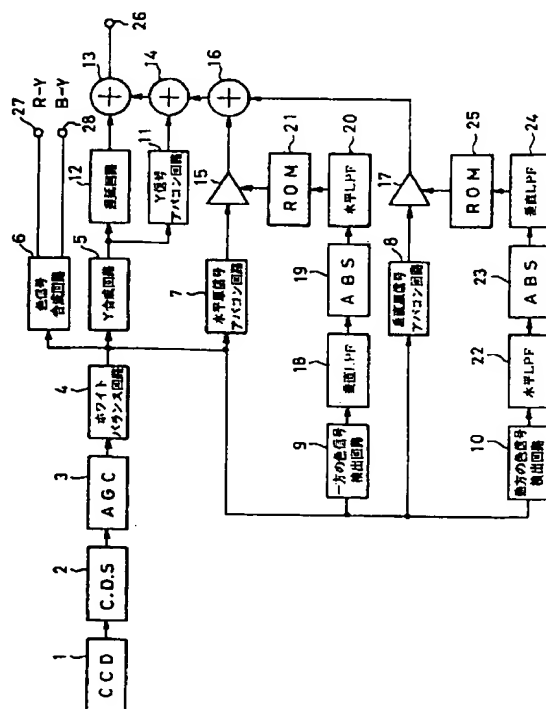 1
CCD
2
C.D.S
3
AGC
4
ホワイト
バランス回路
5
Y合成回路
6
色信号
合成回路
27
R-Y
28
B-Y
12
遅延回路
11
Y信号
アパコン回路
13
26
14
16
7
水平原信号
アパコン回路
15
21
ROM
20
水平LPF
19
ABS
18
垂直LPF
9
一方の色信号
検出回路
8
垂直原信号
アパコン回路
17
25
ROM
24
垂直LPF
23
ABS
22
水平LPF
10
他方の色信号
検出回路